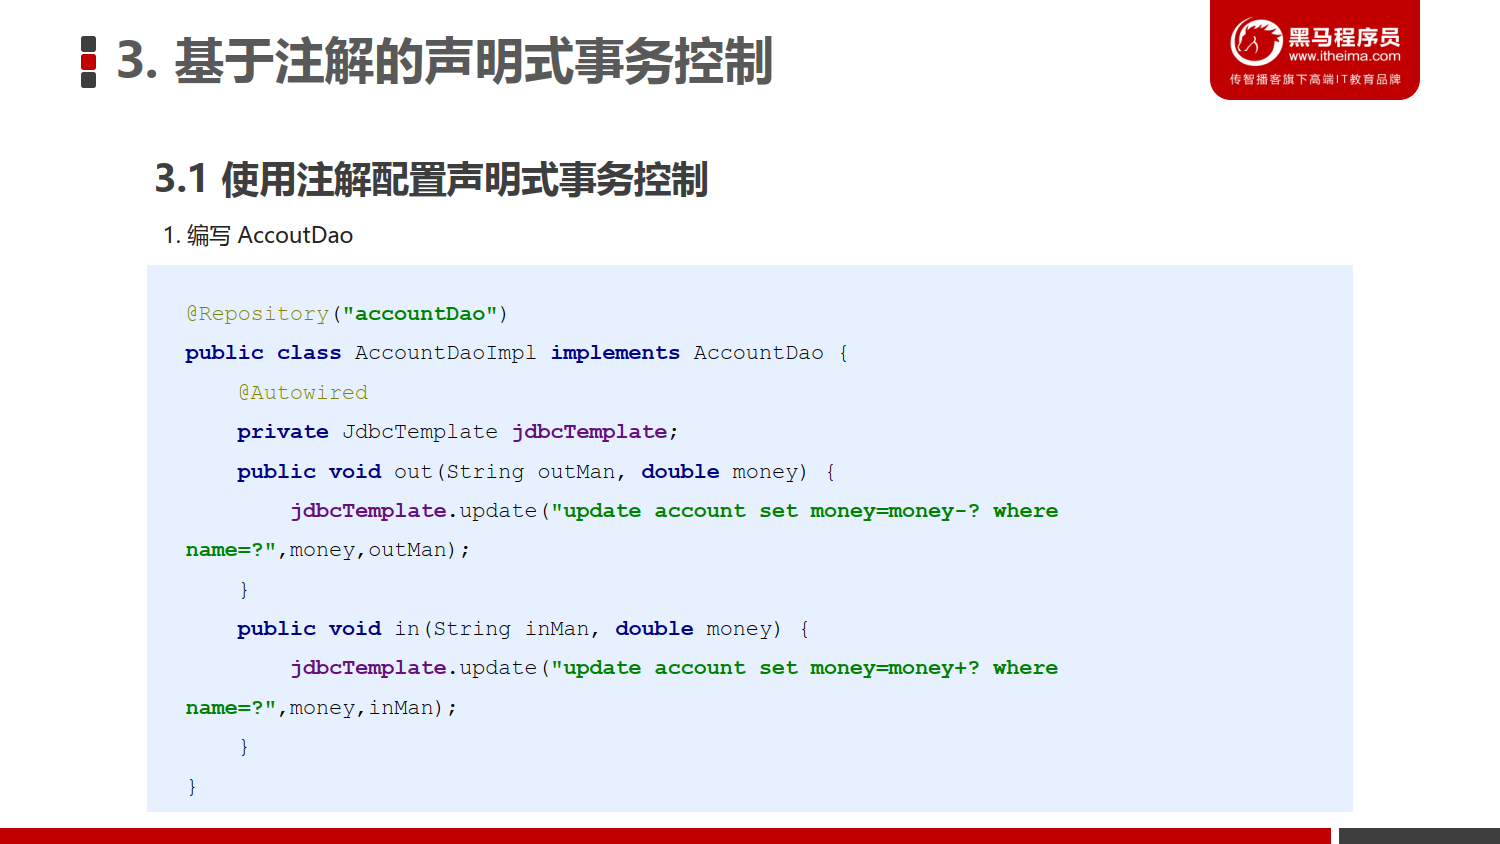 3. 基于注解的声明式事务控制
黑马程序员
www.itheima.com
传智播客旗下高端IT教育品牌
3.1 使用注解配置声明式事务控制
1. 编写 AccoutDao
@Repository("accountDao")
public class AccountDaoImpl implements AccountDao {
    @Autowired
    private JdbcTemplate jdbcTemplate;
    public void out(String outMan, double money) {
        jdbcTemplate.update("update account set money=money-? where
name=?",money,outMan);
    }
    public void in(String inMan, double money) {
        jdbcTemplate.update("update account set money=money+? where
name=?",money,inMan);
    }
}